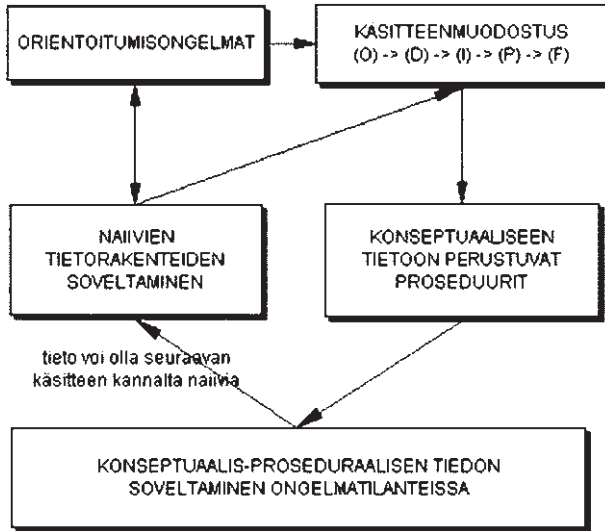 ORIENTOITUMISONGELMAT
KÄSITTEENMUODOSTUS
(O) -> (D) -> (I) -> (P) -> (F)
NAIIVIEN
TIETORAKENTEIDEN
SOVELTAMINEN
KONSEPTUAALISEEN
TIETOON PERUSTUVAT
PROSEDUURIT
tieto voi olla seuraavan
käsitteen kannalta naiivia
KONSEPTUAALIS-PROSEDURAALISEN TIEDON
SOVELTAMINEN ONGELMATILANTEISSA